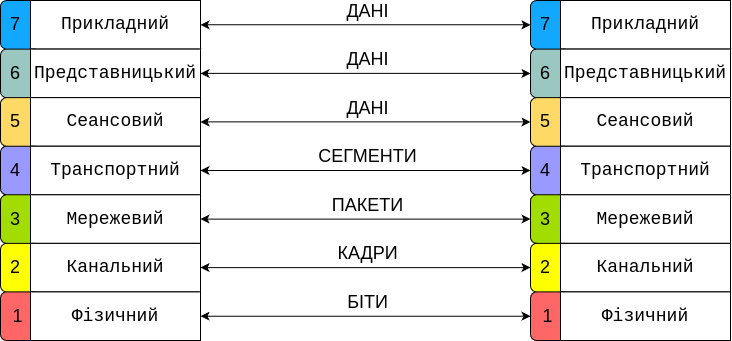 ДАНІ
7 Прикладний 7 Прикладний
ДАНІ
6 Представницький 6 Представницький
ДАНІ
5 Сеансовий 5 Сеансовий
СЕГМЕНТИ
4 Транспортний 4 Транспортний
ПАКЕТИ
3 Мережевий 3 Мережевий
КАДРИ
2 Канальний 2 Канальний
БІТИ
1 Фізичний 1 Фізичний